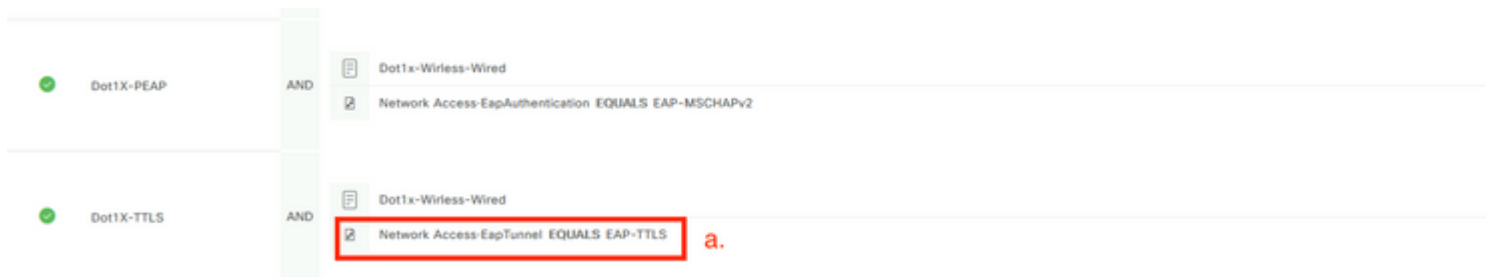 Dot1x-Wirless-Wired
Dot1X-PEAP AND
Network Access·EapAuthentication EQUALS EAP-MSCHAPv2
Dot1x-Wirless-Wired
Dot1X-TTLS AND
Network Access·EapTunnel EQUALS EAP-TTLS a.